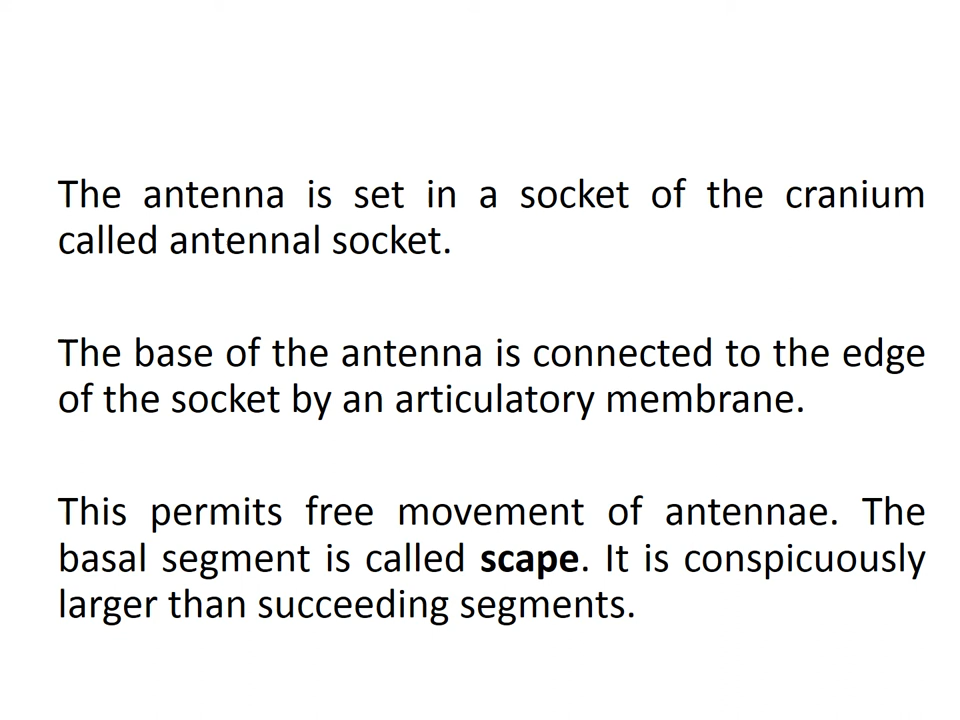 The antenna is set in a socket of the cranium
called antennal socket.
The base of the antenna is connected to the edge
of the socket by an articulatory membrane.
This permits free movement of antennae. The
basal segment is called scape. It is conspicuously
larger than succeeding segments.